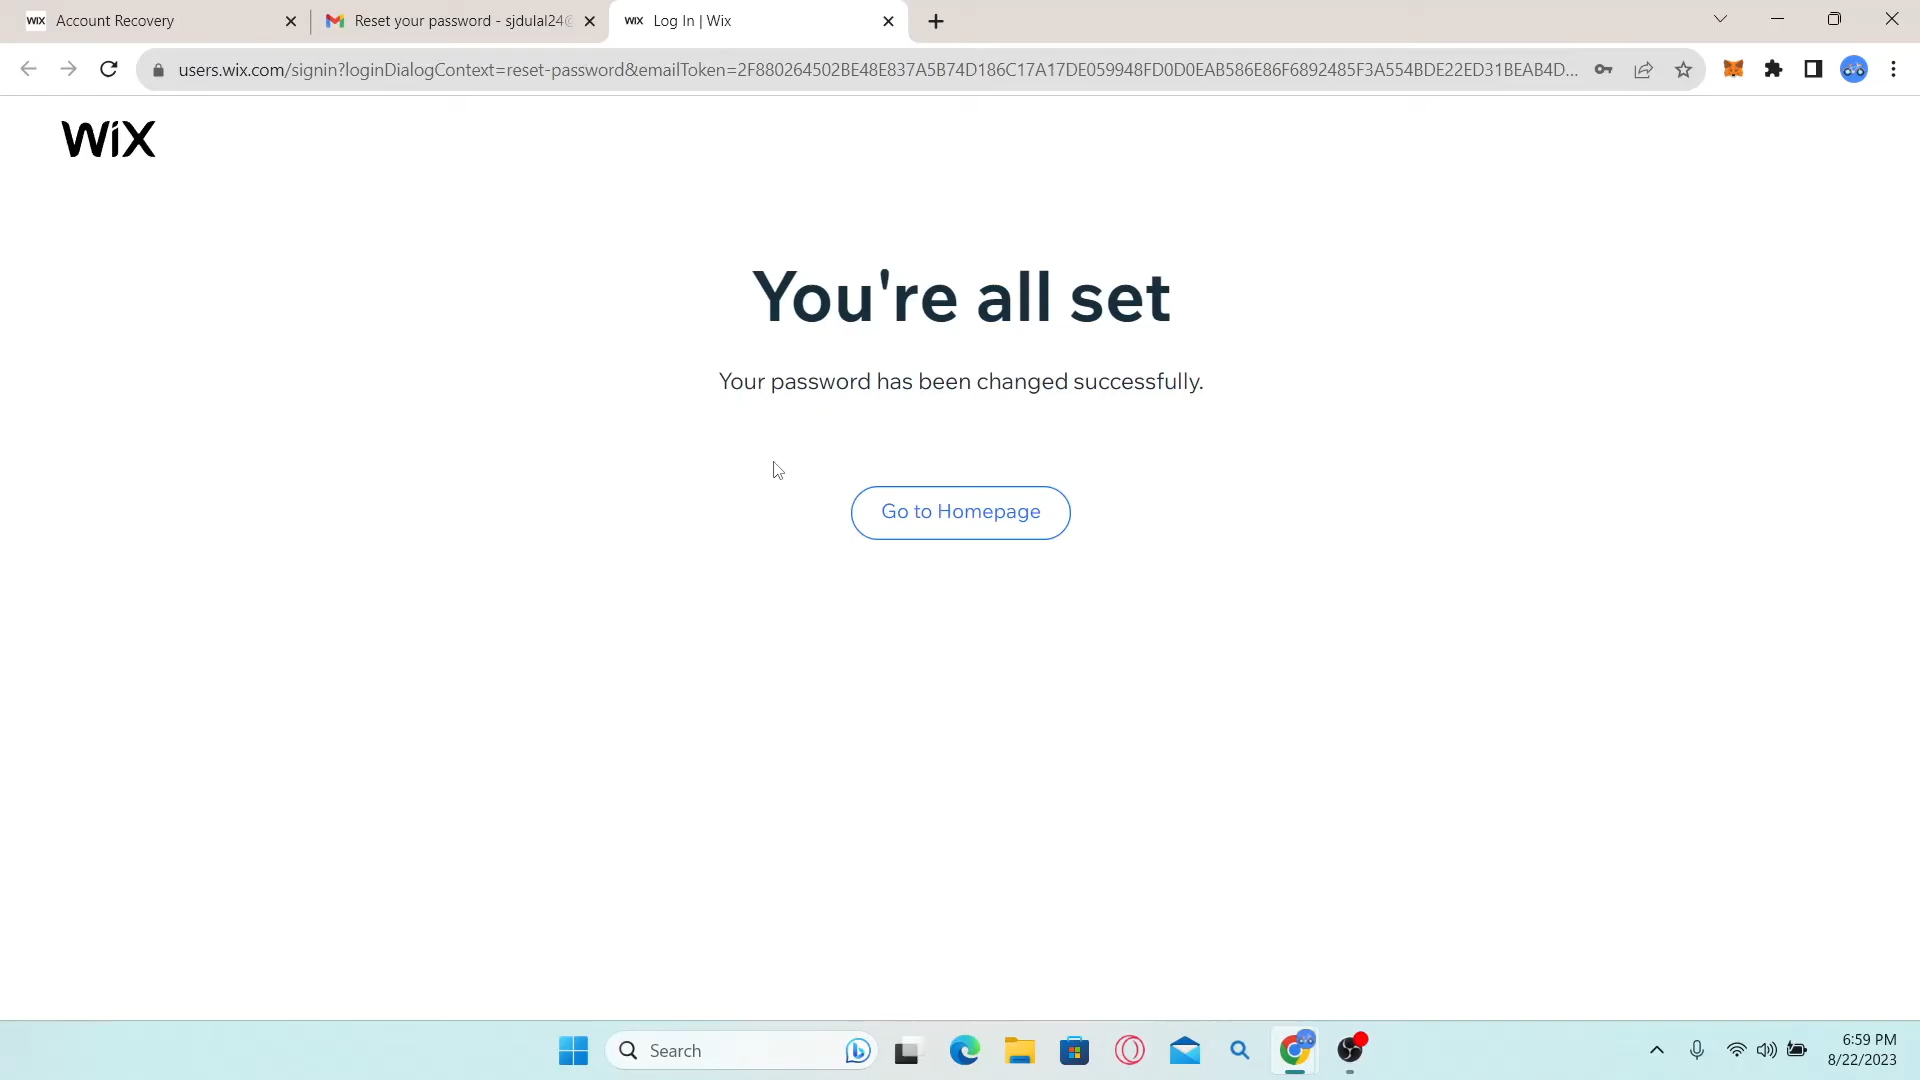 WIX Account Recovery
Reset your password - sjdulal24@
WIX Log In | Wix
users.wix.com/signin?loginDialogContext=reset-password&emailToken=2F880264502BE48E837A5B74D186C17A17DE059948FD0D0EAB586E86F6892485F3A554BDE22ED31BEAB4D...
WiX
You're all set
Your password has been changed successfully.
Go to Homepage
Search
6:59 PM
8/22/2023